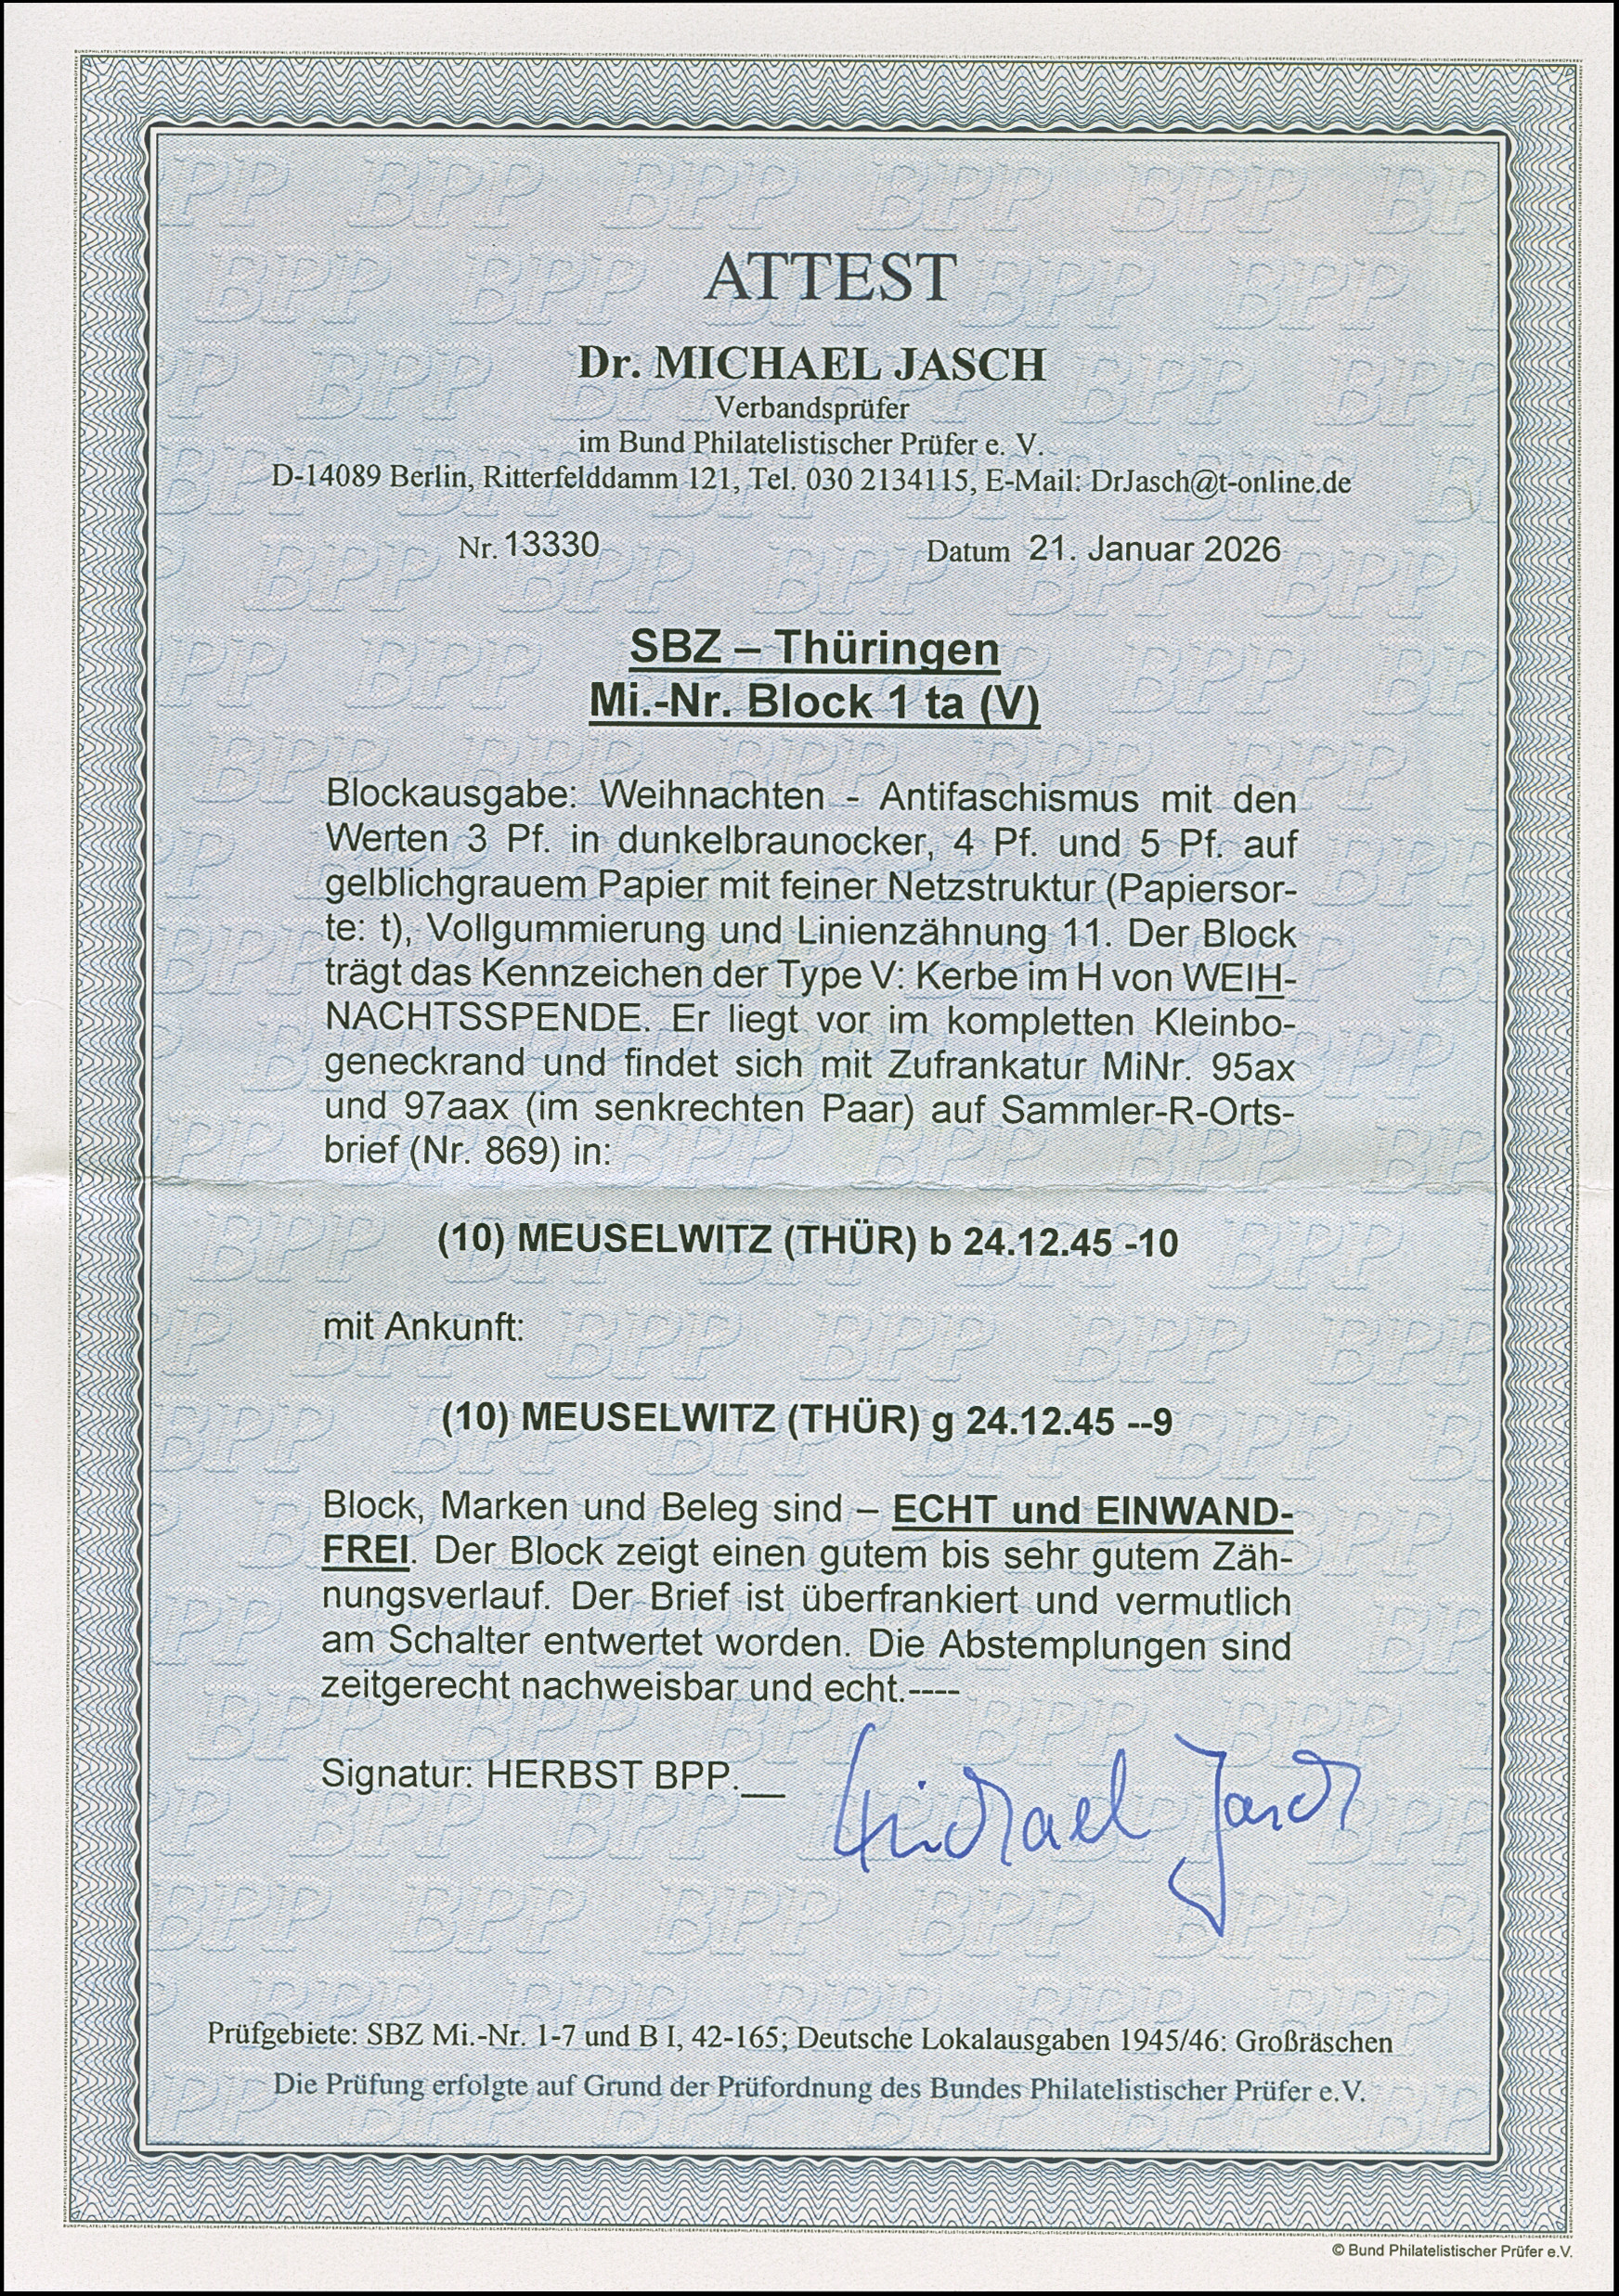 ATTEST
Dr. MICHAEL JASCH
Verbandsprüfer
im Bund Philatelistischer Prüfer e. V.
D-14089 Berlin, Ritterfelddamm 121, Tel. 030 2134115, E-Mail: DrJasch@t-online.de
Nr. 13330 Datum 21. Januar 2026
SBZ – Thüringen
Mi.-Nr. Block 1 ta (V)
Blockausgabe: Weihnachten - Antifaschismus mit den
Werten 3 Pf. in dunkelbraunocker, 4 Pf. und 5 Pf. auf
gelblichgrauem Papier mit feiner Netzstruktur (Papiersor-
te: t), Vollgummierung und Linienzähnung 11. Der Block
trägt das Kennzeichen der Type V: Kerbe im H von WEIH-
NACHTSSPENDE. Er liegt vor im kompletten Kleinbo-
geneckrand und findet sich mit Zufrankatur MiNr. 95ax
und 97aax (im senkrechten Paar) auf Sammler-R-Orts-
brief (Nr. 869) in:
(10) MEUSELWITZ (THÜR) b 24.12.45 -10
mit Ankunft:
(10) MEUSELWITZ (THÜR) g 24.12.45 --9
Block, Marken und Beleg sind – ECHT und EINWAND-
FREI. Der Block zeigt einen gutem bis sehr gutem Zäh-
nungsverlauf. Der Brief ist überfrankiert und vermutlich
am Schalter entwertet worden. Die Abstemplungen sind
zeitgerecht nachweisbar und echt.----
Signatur: HERBST BPP.__
Michael Jasch
Prüfgebiete: SBZ Mi.-Nr. 1-7 und B I, 42-165; Deutsche Lokalausgaben 1945/46: Großräschen
Die Prüfung erfolgte auf Grund der Prüfordnung des Bundes Philatelistischer Prüfer e.V.
© Bund Philatelistischer Prüfer e.V.